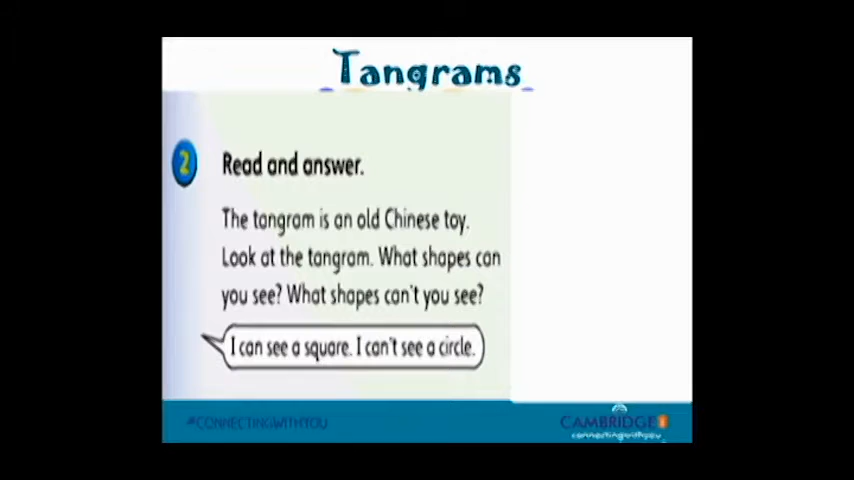 Tangrams
2
Read and answer.
The tangram is an old Chinese toy.
Look at the tangram. What shapes can
you see? What shapes can't you see?
I can see a square. I can't see a circle.
#CONNECTINGWITHYOU
CAMBRIDGE
connectingwithyou